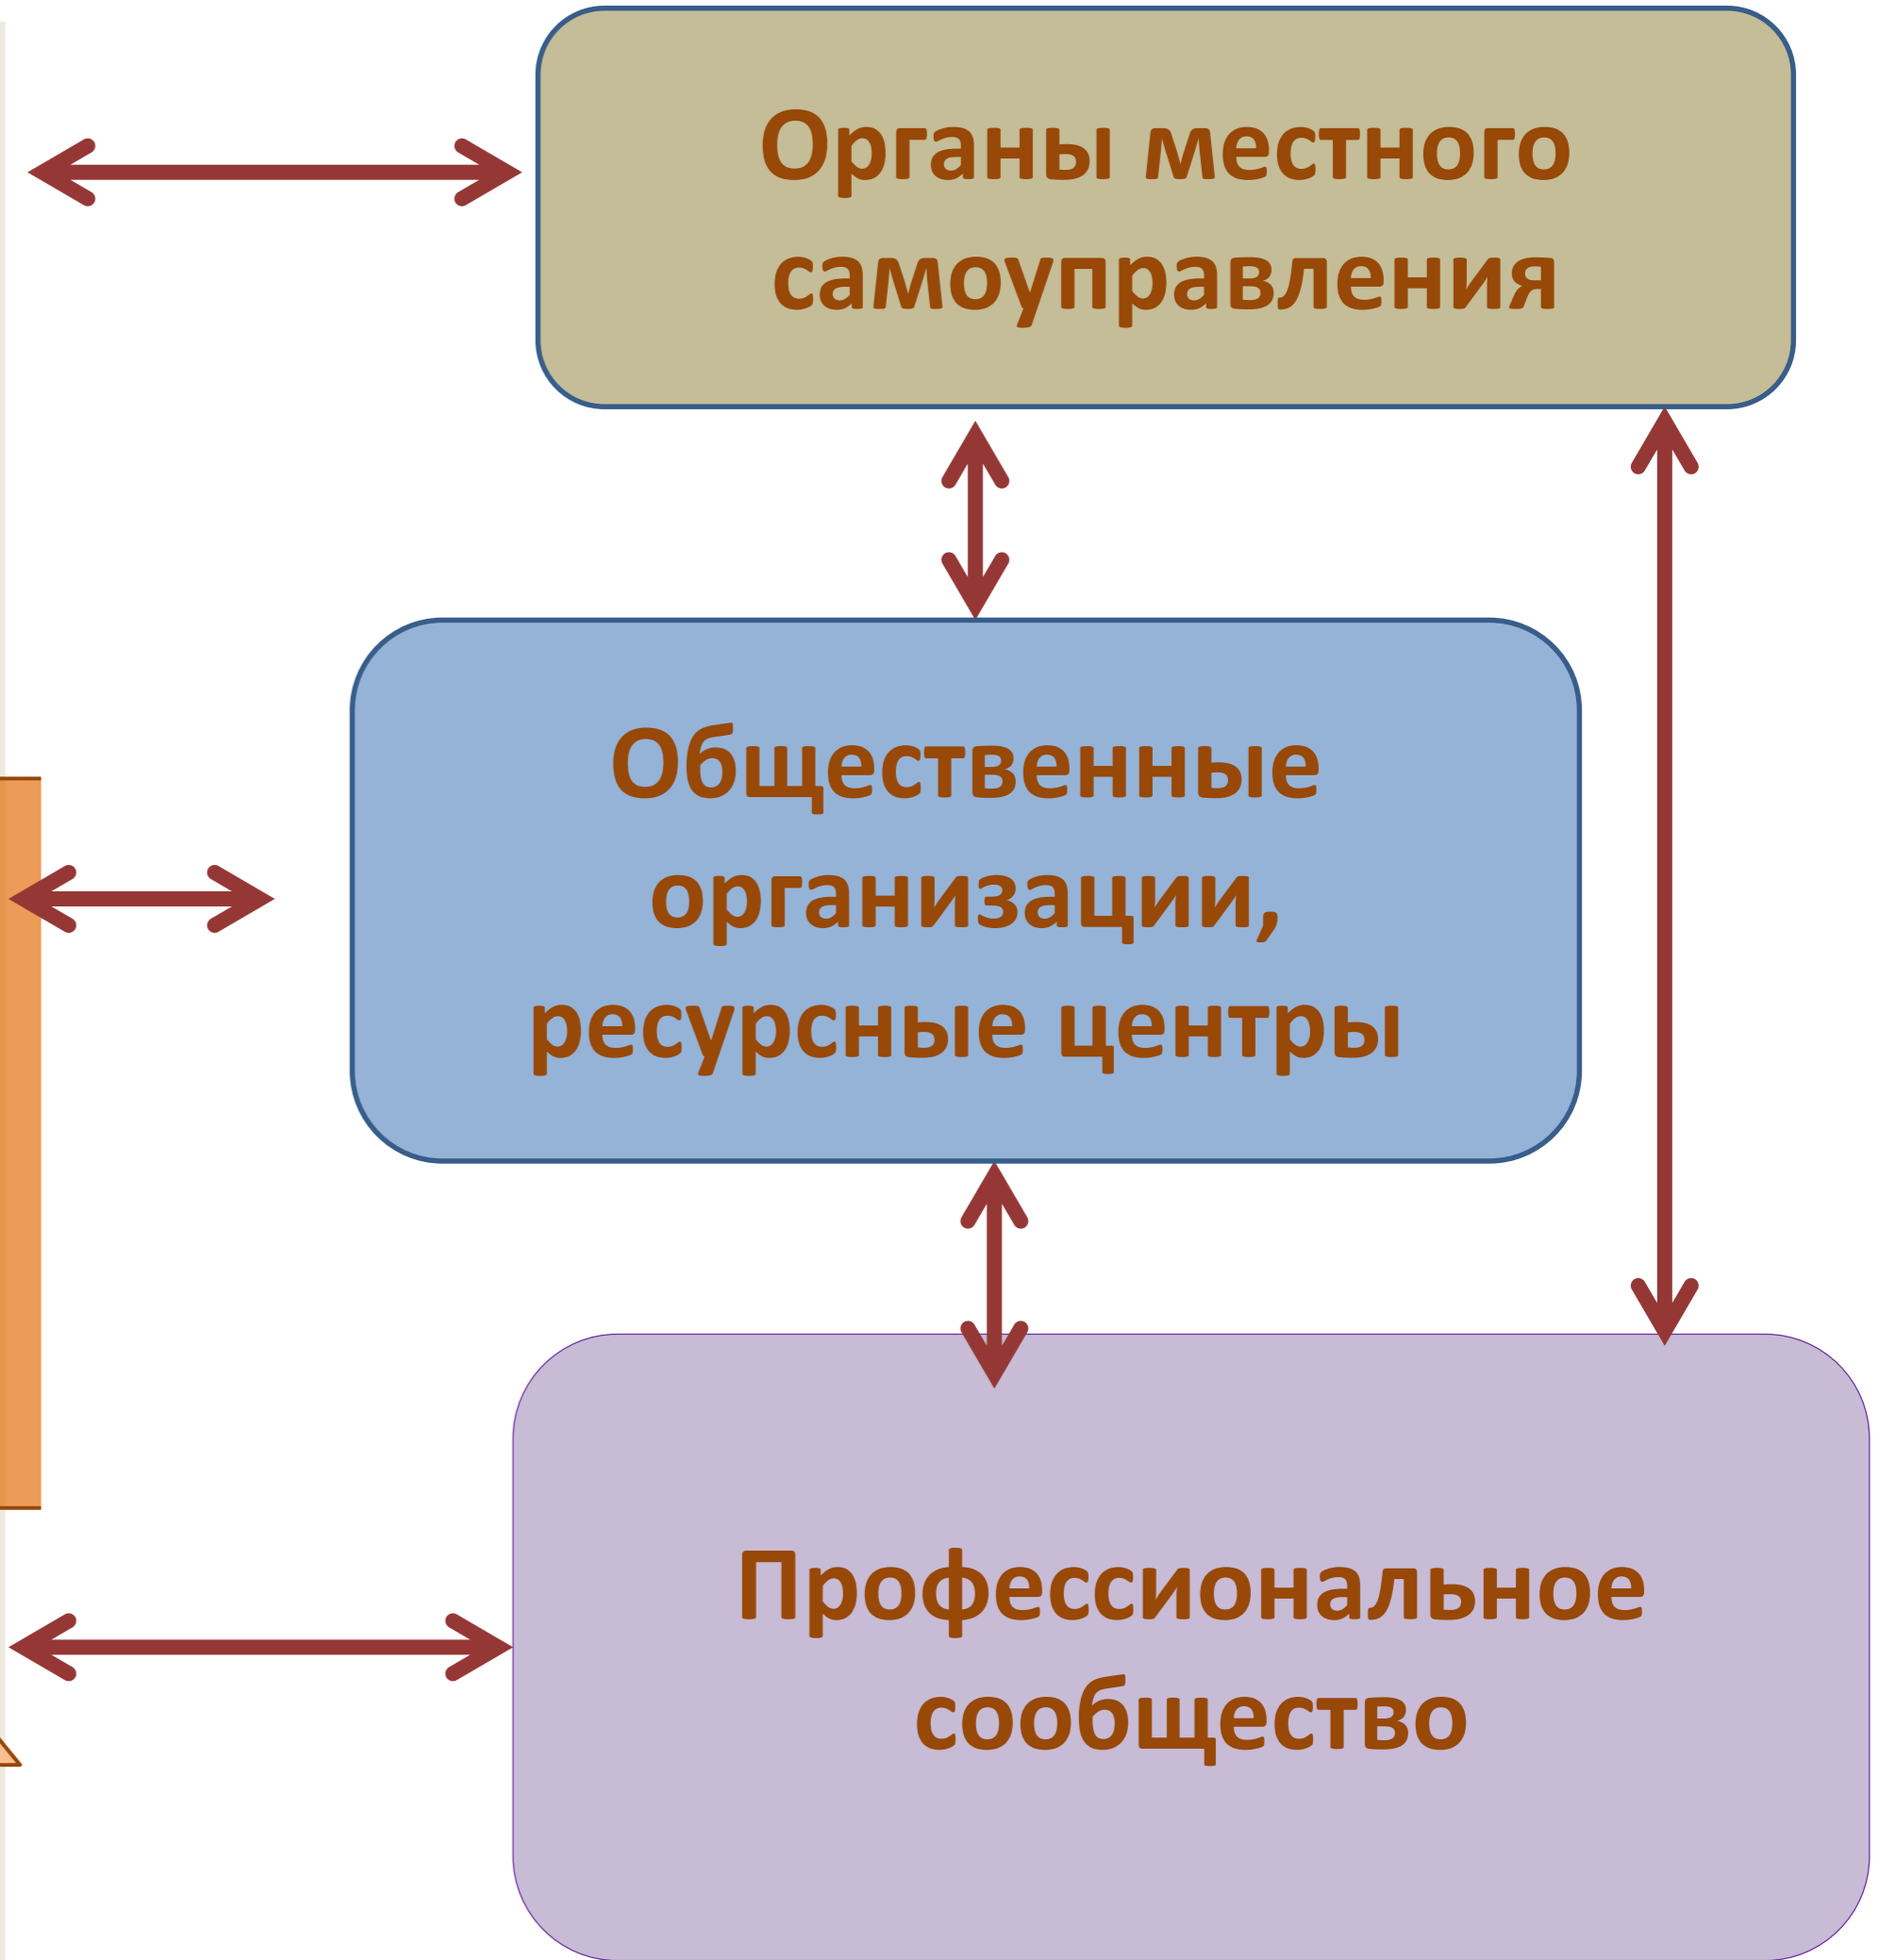 Органы местного
самоуправления
Общественные
организации,
ресурсные центры
Профессиональное
сообщество